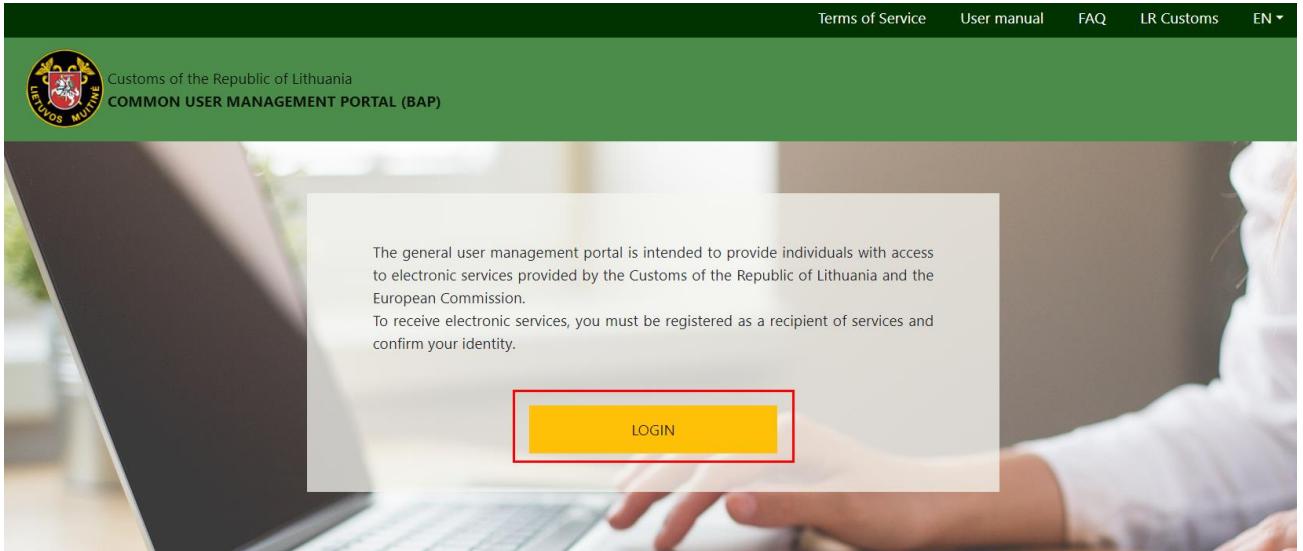 Terms of Service User manual FAQ LR Customs EN
Customs of the Republic of Lithuania
COMMON USER MANAGEMENT PORTAL (BAP)
LIETUVOS MUITINĖ
The general user management portal is intended to provide individuals with access
to electronic services provided by the Customs of the Republic of Lithuania and the
European Commission.
To receive electronic services, you must be registered as a recipient of services and
confirm your identity.
LOGIN